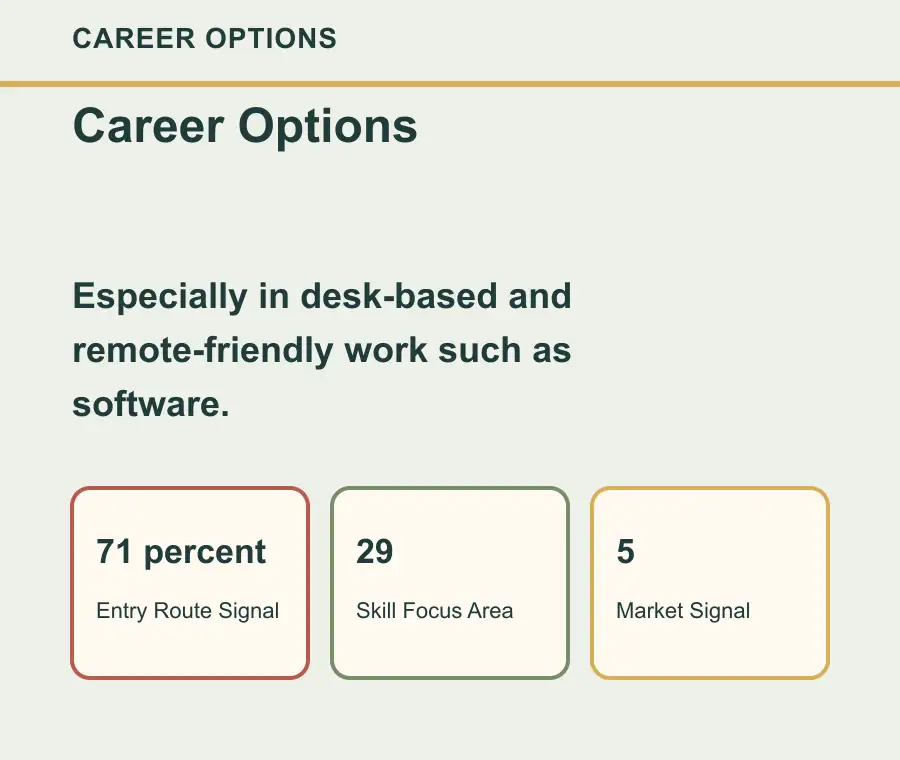 CAREER OPTIONS
Career Options
Especially in desk-based and
remote-friendly work such as
software.
71 percent
Entry Route Signal
29
Skill Focus Area
5
Market Signal